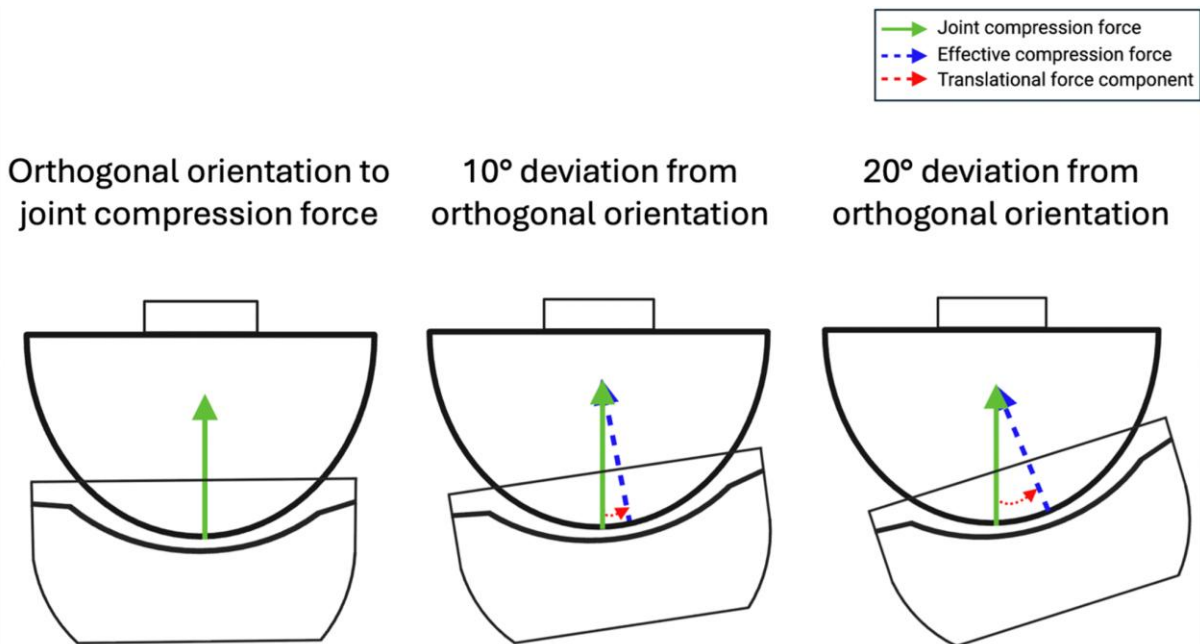 Joint compression force
Effective compression force
Translational force component
Orthogonal orientation to
joint compression force
10° deviation from
orthogonal orientation
20° deviation from
orthogonal orientation